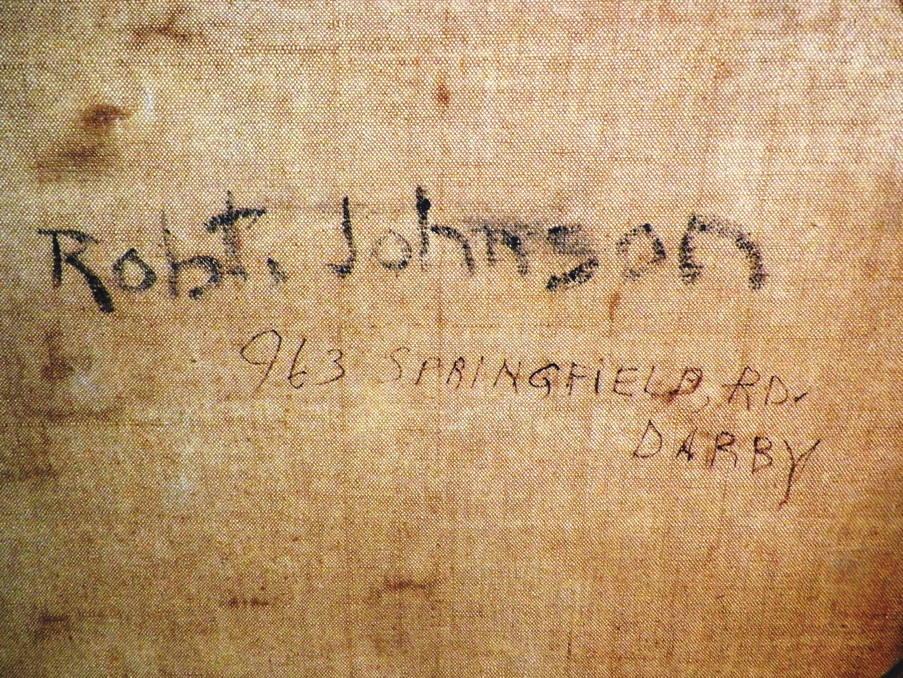 Robt. Johnson
963 SPRINGFIELD, RD.
DARBY